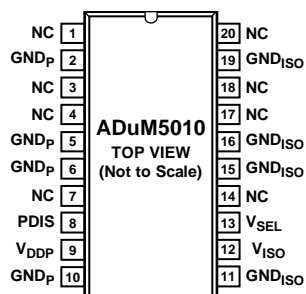 NC 1 20 NC
GNDP 2 19 GNDISO
NC 3 18 NC
NC 4 17 NC
GNDP 5 16 GNDISO
GNDP 6 15 GNDISO
NC 7 14 NC
PDIS 8 13 VSEL
VDDP 9 12 VISO
GNDP 10 11 GNDISO
ADuM5010
TOP VIEW
(Not to Scale)